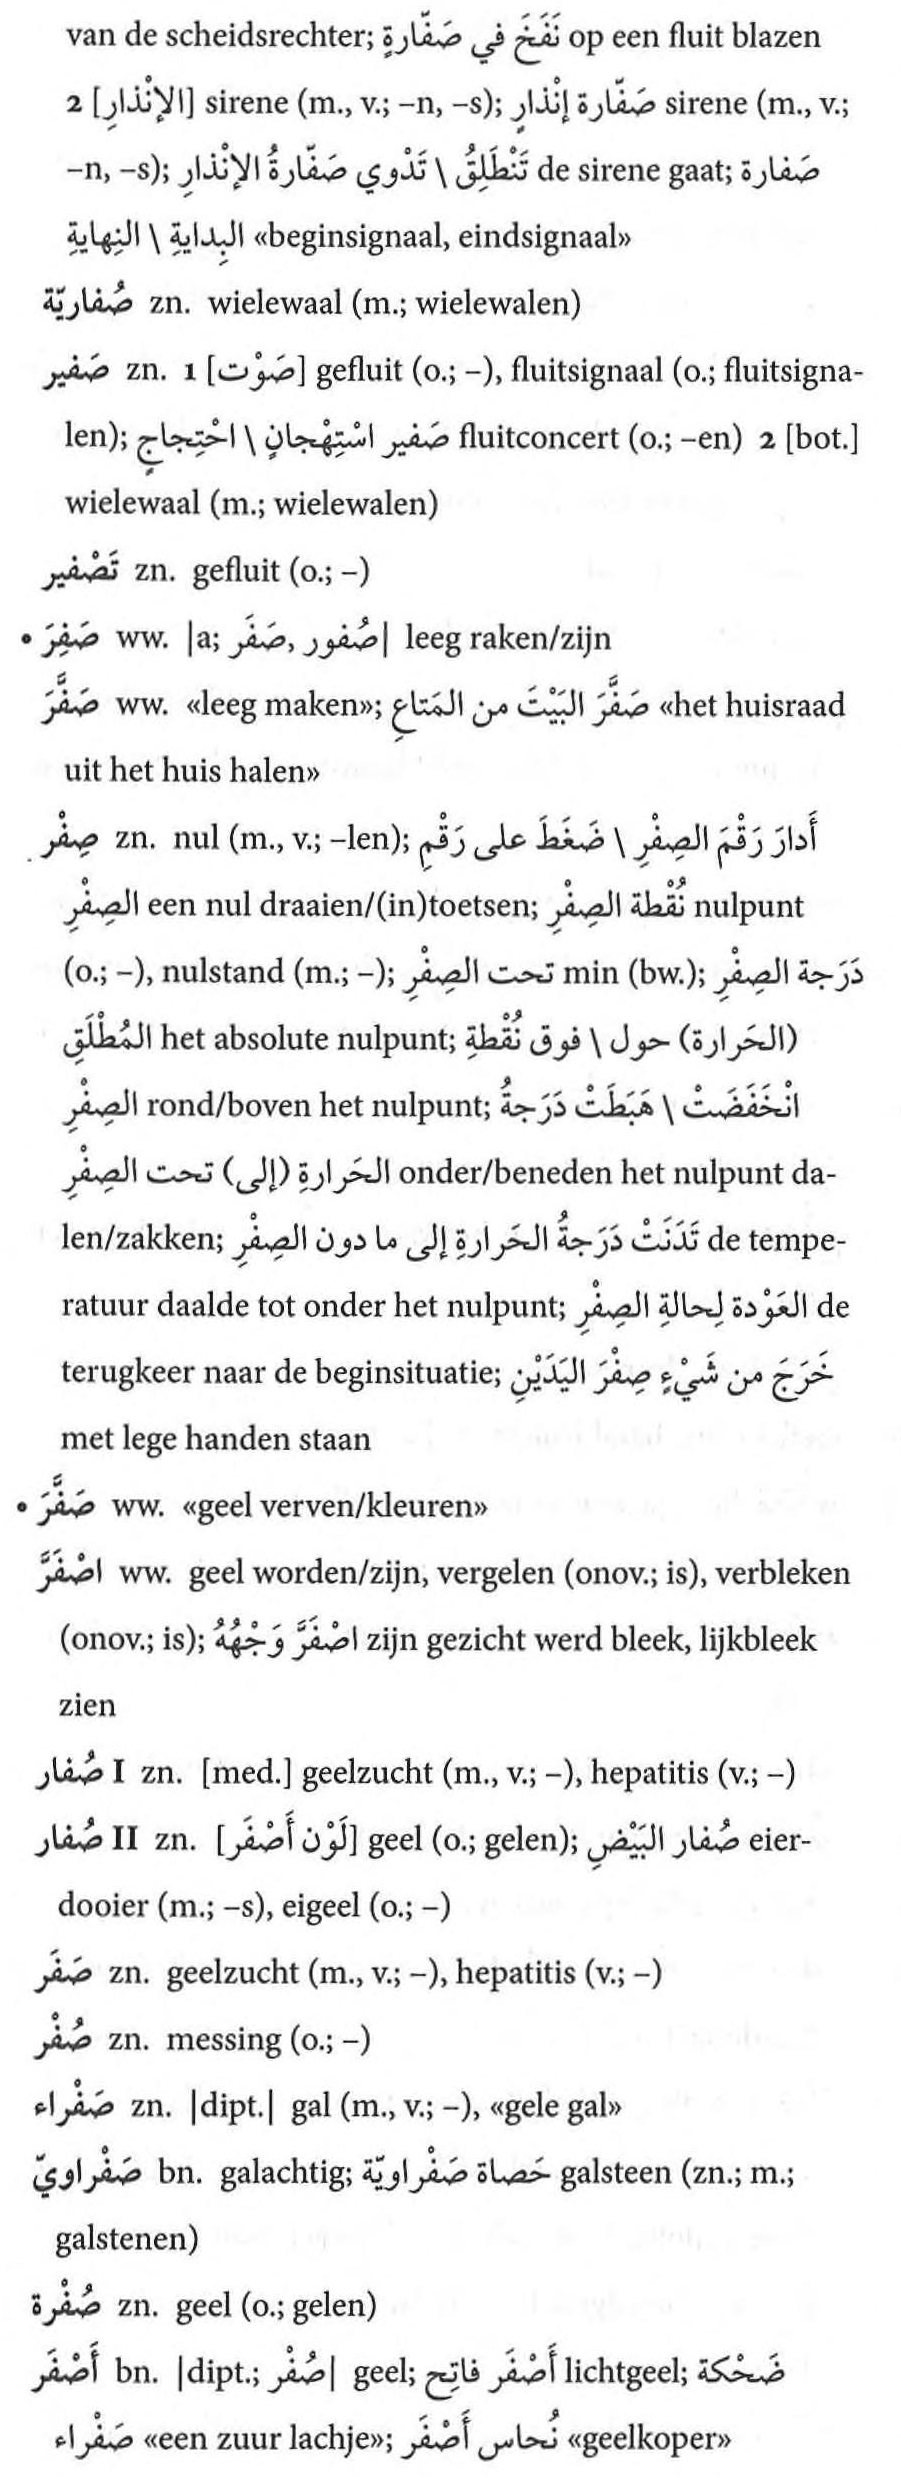 van de scheidsrechter; نَفَخَ في صَفّارةٍ op een fluit blazen
2 [الإنْذارِ] sirene (m., v.; –n, –s); صَفّارة إنْذارٍ sirene (m., v.;
–n, –s); تَنْطَلِقُ \ تَدْوي صَفّارةُ الإنْذارِ de sirene gaat; صَفارة
البِدايةِ \ النِهايةِ «beginsignaal, eindsignaal»
صُفاريّة zn. wielewaal (m.; wielewalen)
صَفير zn. 1 [صَوْت] gefluit (o.; –), fluitsignaal (o.; fluitsigna-
len); صَفير اسْتِهْجانٍ \ احْتِجاجٍ fluitconcert (o.; –en) 2 [bot.]
wielewaal (m.; wielewalen)
تَصْفير zn. gefluit (o.; –)
• صَفِرَ ww. |a; صَفَر, صُفور| leeg raken/zijn
صَفَّرَ ww. «leeg maken»; صَفَّرَ البَيْتَ من المَتاعِ «het huisraad
uit het huis halen»
صِفْر zn. nul (m., v.; –len); أَدارَ رَقْمَ الصِفْرِ \ ضَغَطَ على رَقْمِ
الصِفْرِ een nul draaien/(in)toetsen; نُقْطة الصِفْرِ nulpunt
(o.; –), nulstand (m.; –); تحت الصِفْرِ min (bw.); دَرَجة الصِفْرِ
المُطْلَقِ het absolute nulpunt; (الحَرارة) حول \ فوق نُقْطةِ
الصِفْرِ rond/boven het nulpunt; انْخَفَضَتْ \ هَبَطَتْ دَرَجةُ
الحَرارةِ (إلى) تحت الصِفْرِ onder/beneden het nulpunt da-
len/zakken; تَدَنَتْ دَرَجةُ الحَرارةِ إلى ما دون الصِفْرِ de tempe-
ratuur daalde tot onder het nulpunt; العَوْدة لِحالةِ الصِفْرِ de
terugkeer naar de beginsituatie; خَرَجَ من شَيْءٍ صِفْرَ اليَدَيْنِ
met lege handen staan
• صَفَّرَ ww. «geel verven/kleuren»
اصْفَرَّ ww. geel worden/zijn, vergelen (onov.; is), verbleken
(onov.; is); اصْفَرَّ وَجْهُهُ zijn gezicht werd bleek, lijkbleek
zien
صُفار I zn. [med.] geelzucht (m., v.; –), hepatitis (v.; –)
صُفار II zn. [لَوْن أَصْفَر] geel (o.; gelen); صُفار البَيْضِ eier-
dooier (m.; –s), eigeel (o.; –)
صَفَر zn. geelzucht (m., v.; –), hepatitis (v.; –)
صُفْر zn. messing (o.; –)
صَفْراء zn. |dipt.| gal (m., v.; –), «gele gal»
صَفْراويّ bn. galachtig; حَصاة صَفْراويّة galsteen (zn.; m.;
galstenen)
صُفْرة zn. geel (o.; gelen)
أَصْفَر bn. |dipt.; صُفْر| geel; أَصْفَر فاتِح lichtgeel; ضَحْكة
صَفْراء «een zuur lachje»; نُحاس أَصْفَر «geelkoper»